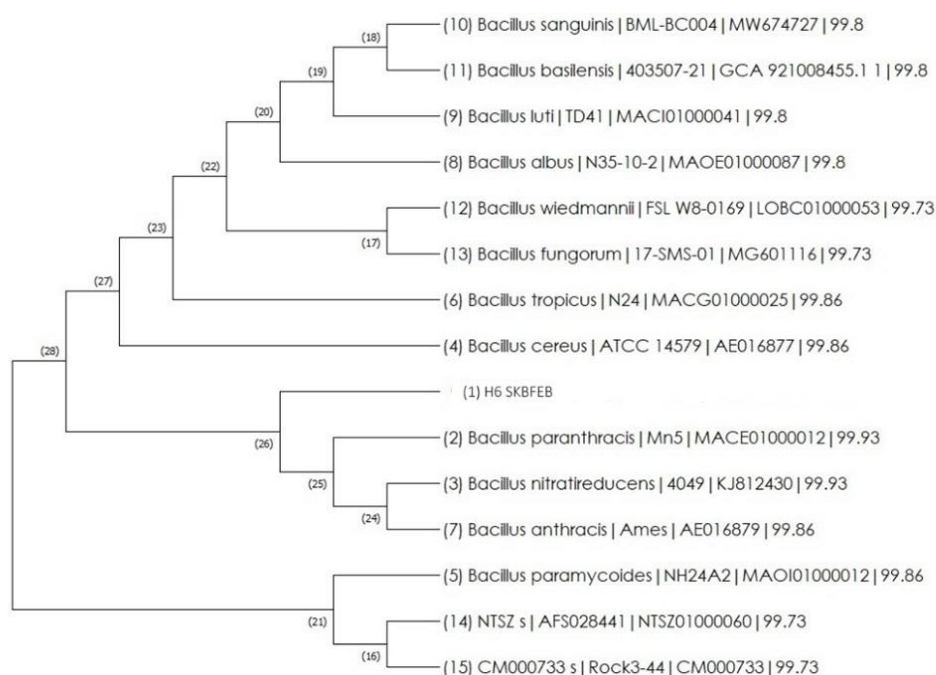 (10) Bacillus sanguinis|BML-BC004|MW674727|99.8
(18)
(11) Bacillus basilensis|403507-21|GCA 921008455.1 1|99.8
(19)
(9) Bacillus luti|TD41|MACI01000041|99.8
(20)
(8) Bacillus albus|N35-10-2|MAOE01000087|99.8
(22)
(12) Bacillus wiedmannii|FSL W8-0169|LOBC01000053|99.73
(23)
(17)
(13) Bacillus fungorum|17-SMS-01|MG601116|99.73
(27)
(6) Bacillus tropicus|N24|MACG01000025|99.86
(4) Bacillus cereus|ATCC 14579|AE016877|99.86
(28)
(1) H6 SKBFEB
(26)
(2) Bacillus paranthracis|Mn5|MACE01000012|99.93
(25)
(3) Bacillus nitratireducens|4049|KJ812430|99.93
(24)
(7) Bacillus anthracis|Ames|AE016879|99.86
(5) Bacillus paramycoides|NH24A2|MAOI01000012|99.86
(21)
(14) NTSZ s|AFS028441|NTSZ01000060|99.73
(16)
(15) CM000733 s|Rock3-44|CM000733|99.73